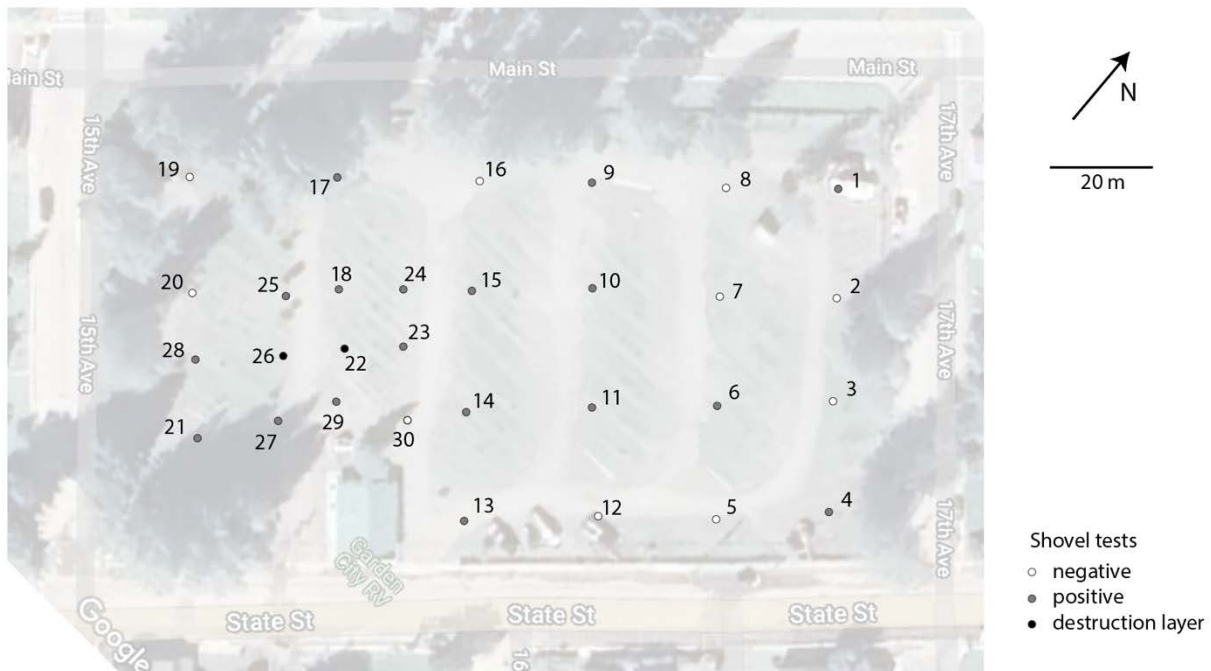 Main St
Main St
Main St
15th Ave
17th Ave
N
20 m
19
17
16
9
8
1
20
25
18
24
15
10
7
2
28
26
22
23
21
27
29
30
14
11
6
3
13
12
5
4
15th Ave
17th Ave
17th Ave
Garden
City RV
Shovel tests
negative
positive
destruction layer
Google
State St
State St
State St
16